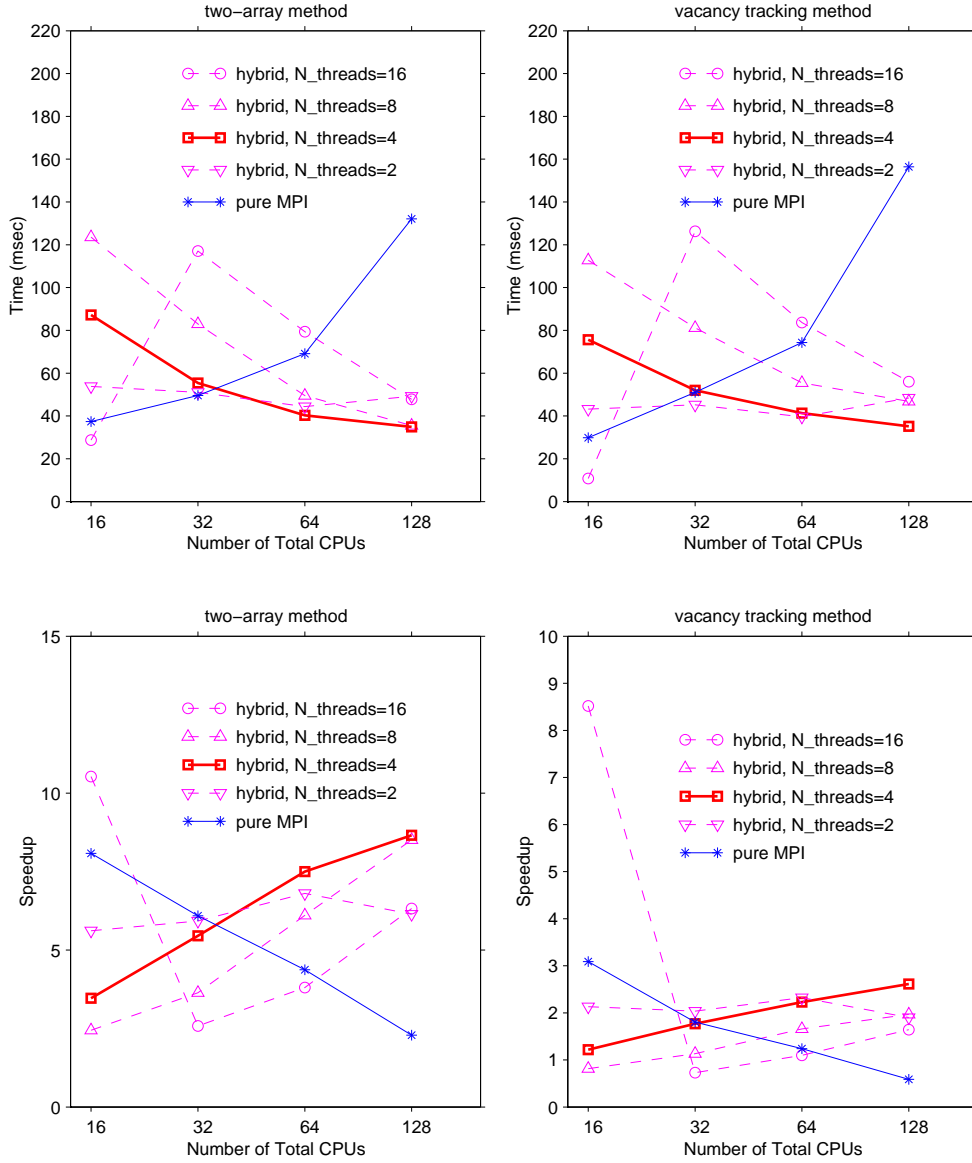 two−array method
220
200
180
160
140
120
100
80
60
40
20
0
Time (msec)
hybrid, N_threads=16
hybrid, N_threads=8
hybrid, N_threads=4
hybrid, N_threads=2
pure MPI
16 32 64 128
Number of Total CPUs
vacancy tracking method
220
200
180
160
140
120
100
80
60
40
20
0
Time (msec)
hybrid, N_threads=16
hybrid, N_threads=8
hybrid, N_threads=4
hybrid, N_threads=2
pure MPI
16 32 64 128
Number of Total CPUs
two−array method
15
10
5
0
Speedup
hybrid, N_threads=16
hybrid, N_threads=8
hybrid, N_threads=4
hybrid, N_threads=2
pure MPI
16 32 64 128
Number of Total CPUs
vacancy tracking method
10
9
8
7
6
5
4
3
2
1
0
Speedup
hybrid, N_threads=16
hybrid, N_threads=8
hybrid, N_threads=4
hybrid, N_threads=2
pure MPI
16 32 64 128
Number of Total CPUs